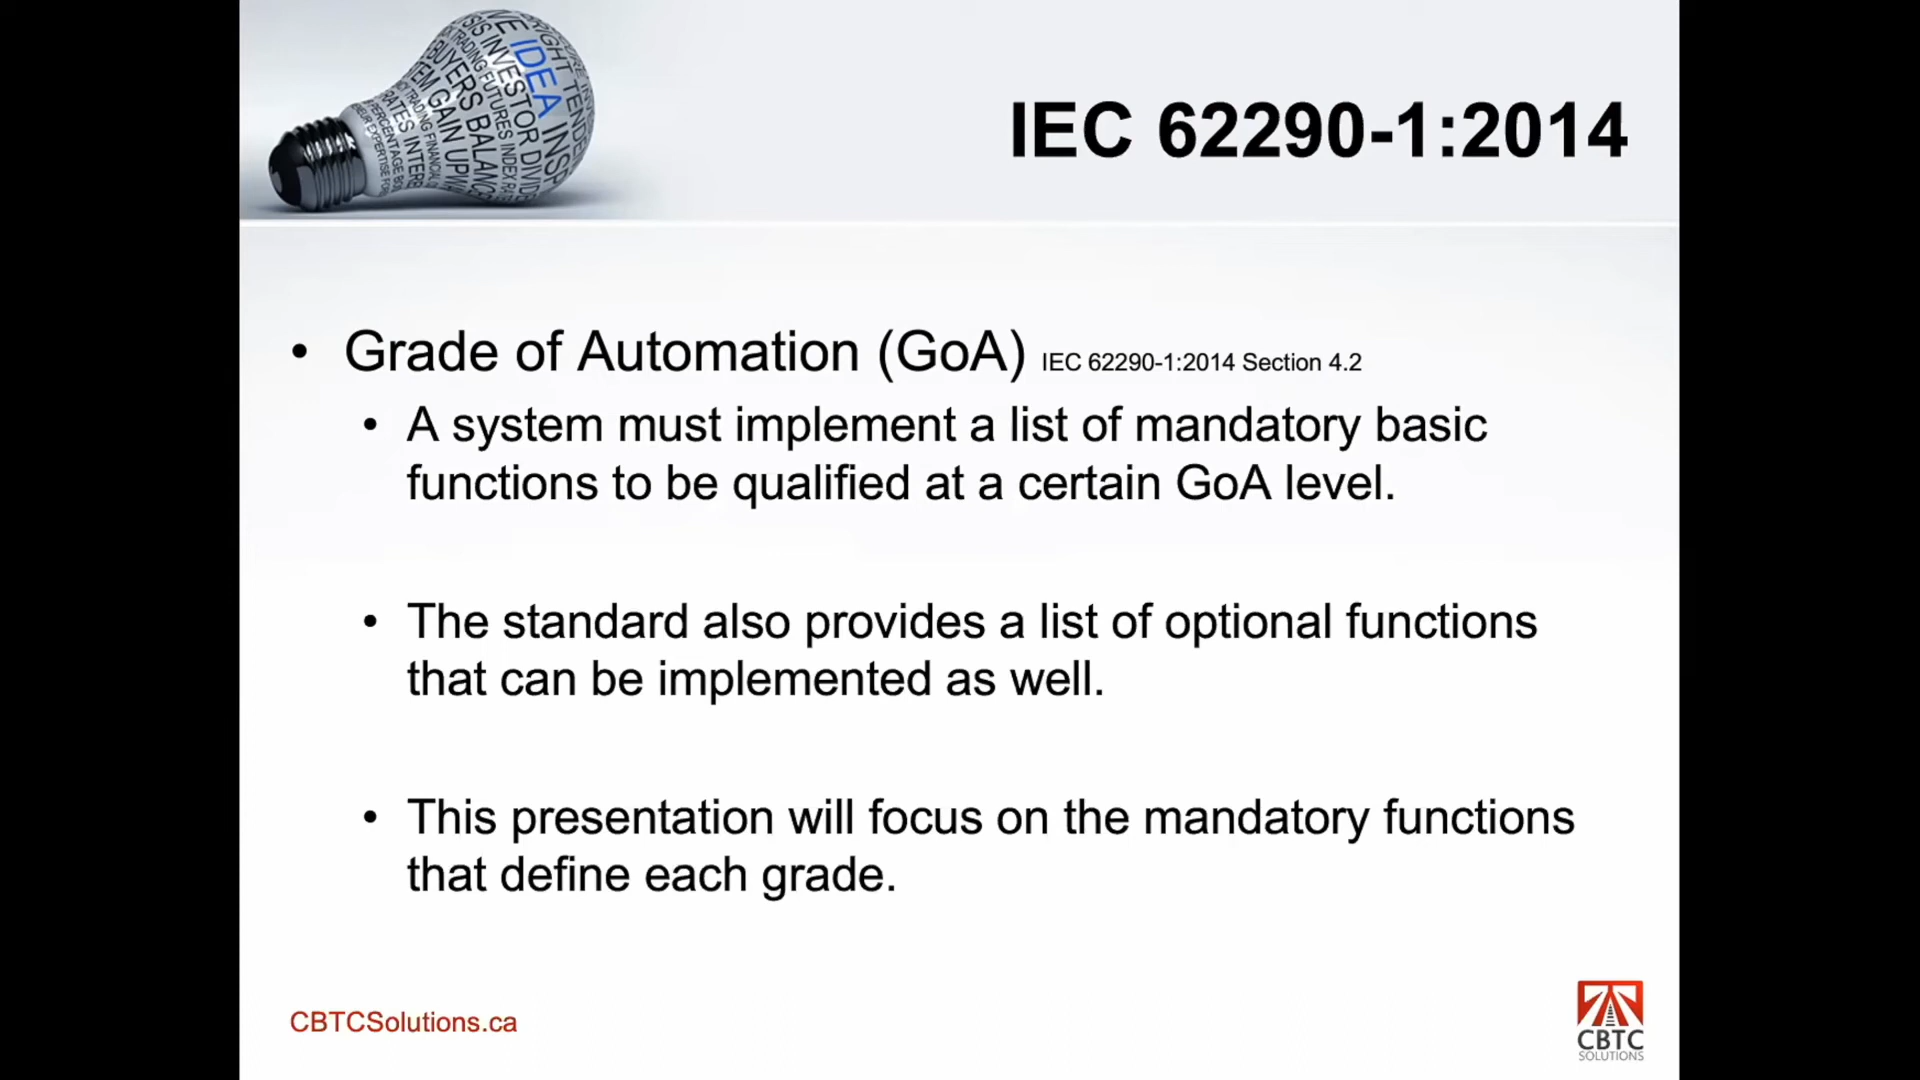 IDEA
IEC 62290-1:2014
• Grade of Automation (GoA) IEC 62290-1:2014 Section 4.2
• A system must implement a list of mandatory basic
functions to be qualified at a certain GoA level.
• The standard also provides a list of optional functions
that can be implemented as well.
• This presentation will focus on the mandatory functions
that define each grade.
CBTCSolutions.ca
CBTC
SOLUTIONS